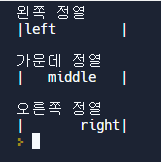 왼쪽 정렬
|left      |
가운데 정렬
|  middle  |
오른쪽 정렬
|     right|
>